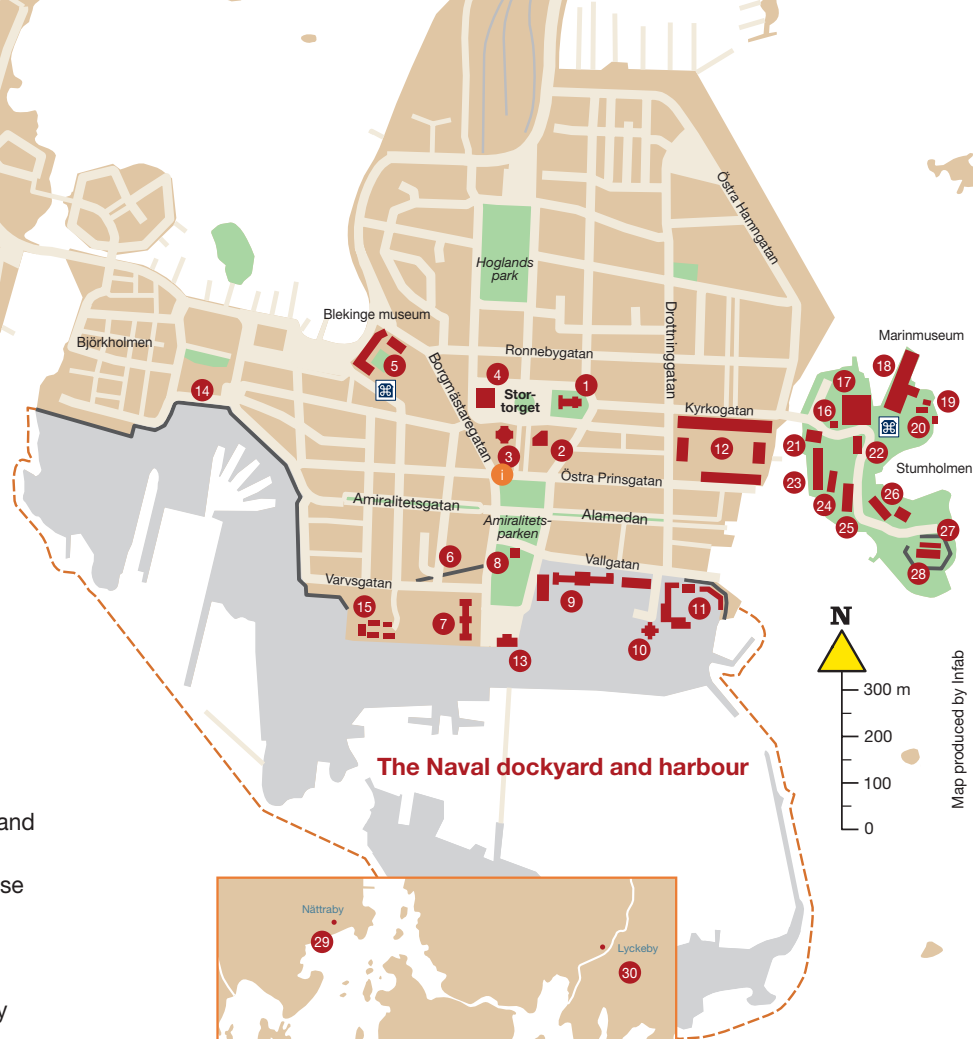 Östra Hamngatan
Hoglands
park
Blekinge museum
Björkholmen
Borgmästaregatan
Drottninggatan
Ronnebygatan
Marinmuseum
5
4
1
18
17
14
Stor-
torget
Kyrkogatan
16
19
20
21
12
22
3
2
i
Östra Prinsgatan
Stumholmen
23
24
26
Amiralitetsgatan
Alamedan
25
Amiralitets-
parken
27
6
8
Vallgatan
28
Varvsgatan
15
7
9
11
N
13
10
300 m
200
100
0
Map produced by Infab
The Naval dockyard and harbour
and
se
y
Nättraby
29
Lyckeby
30